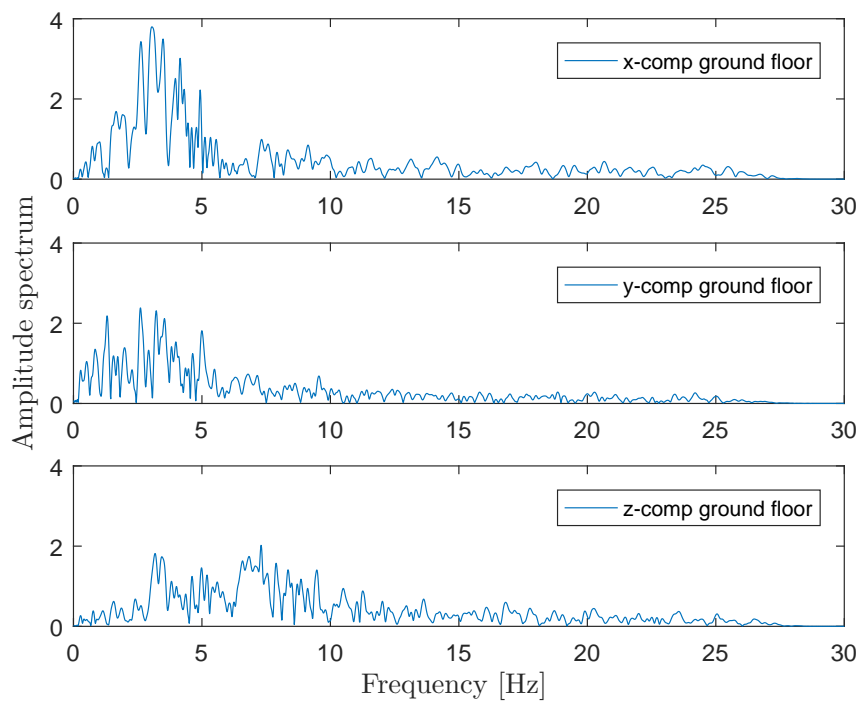 4
2
0
0 5 10 15 20 25 30
x-comp ground floor
4
2
0
0 5 10 15 20 25 30
y-comp ground floor
Amplitude spectrum
4
2
0
0 5 10 15 20 25 30
z-comp ground floor
Frequency [Hz]